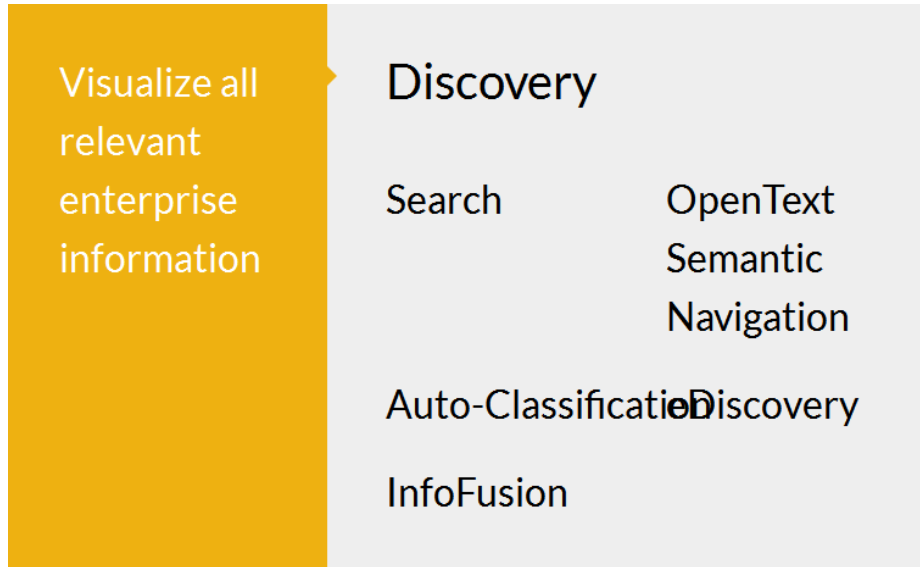 Visualize all
relevant
enterprise
information
Discovery
Search
OpenText
Semantic
Navigation
Auto-Classification
eDiscovery
InfoFusion